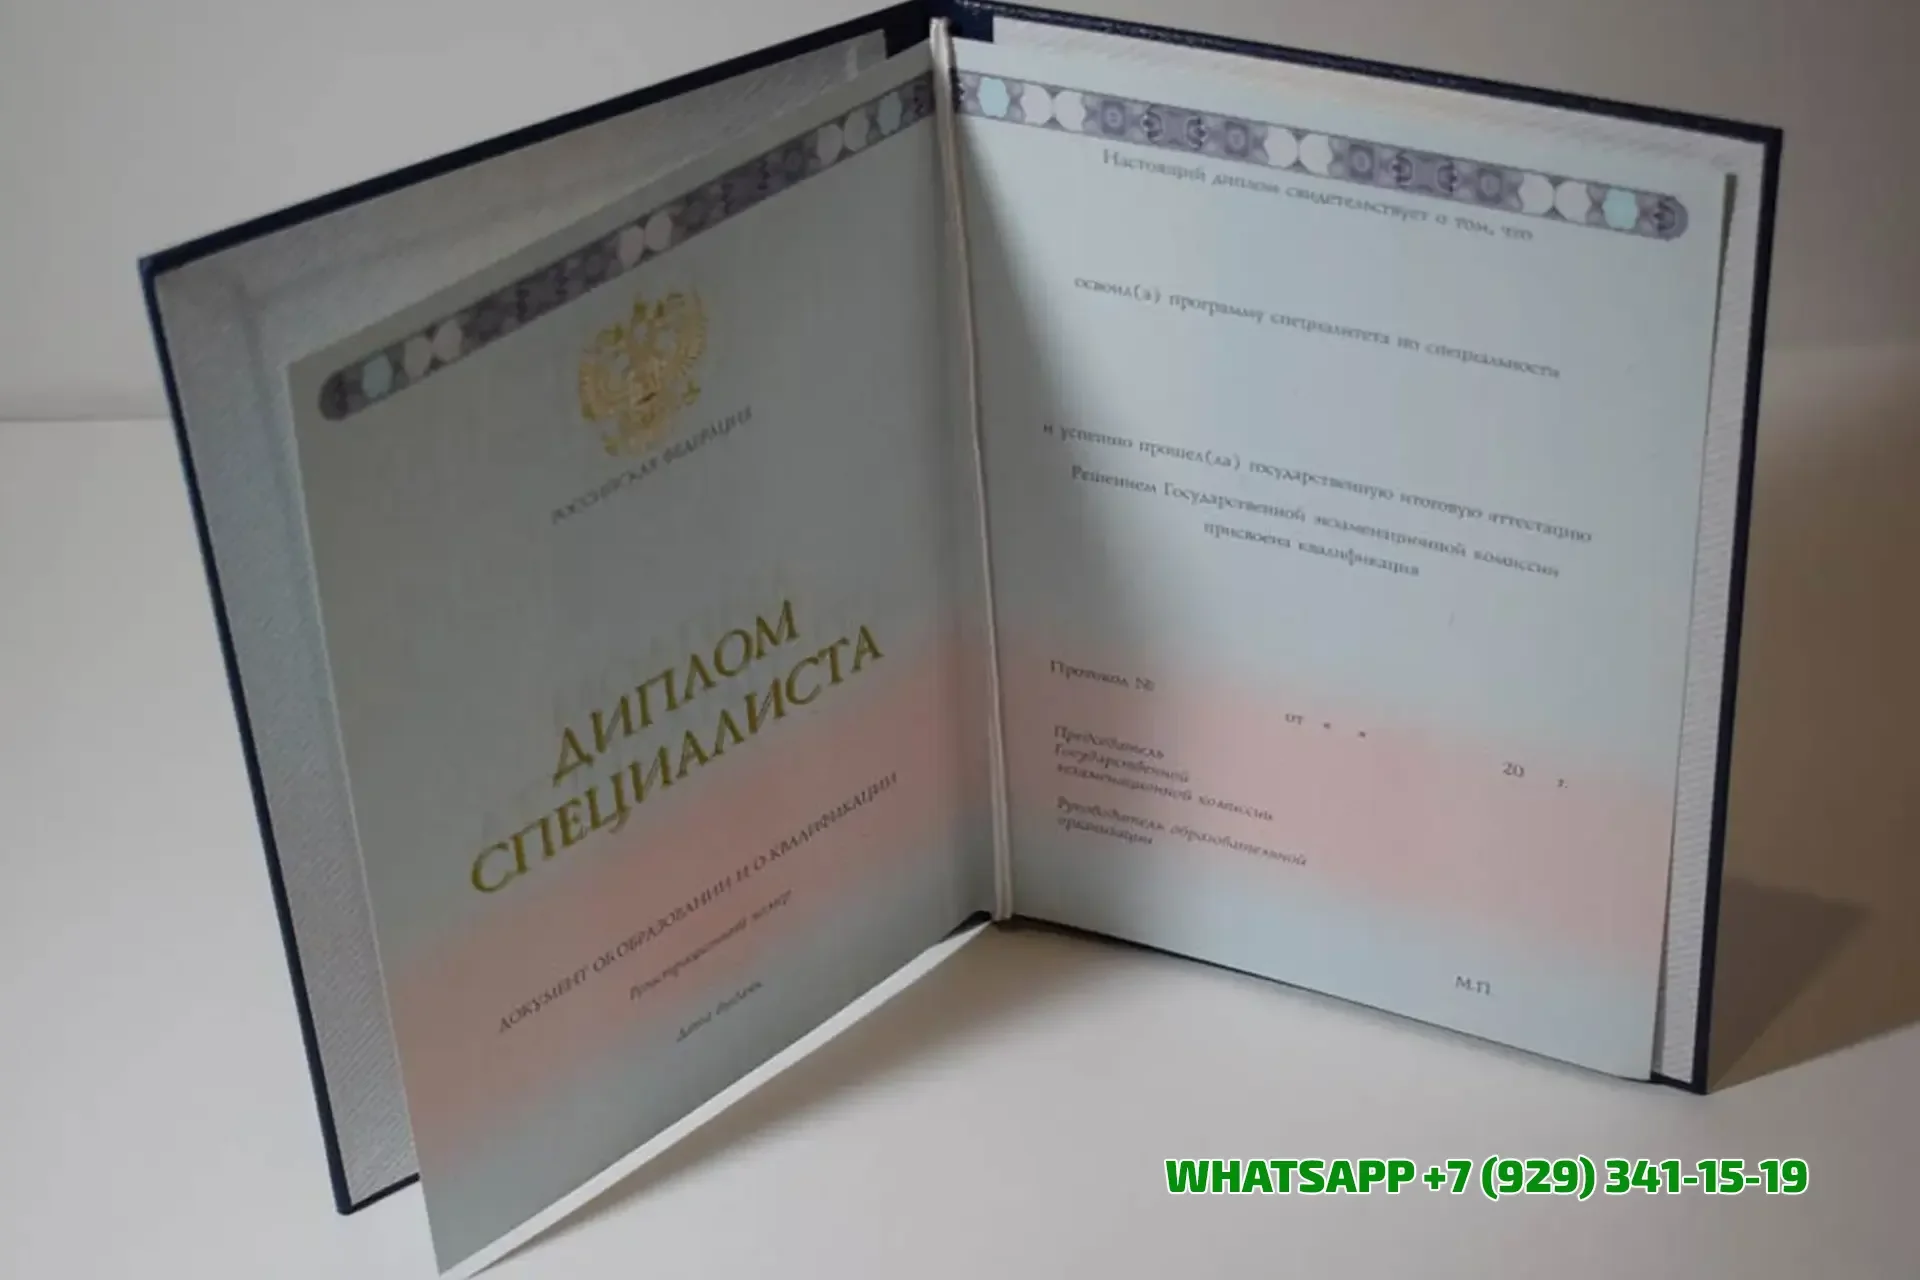 РОССИЙСКАЯ ФЕДЕРАЦИЯ
ДИПЛОМ
СПЕЦИАЛИСТА
ДОКУМЕНТ ОБ ОБРАЗОВАНИИ И О КВАЛИФИКАЦИИ
Регистрационный номер
Дата выдачи
Настоящий диплом свидетельствует о том, что
освоил(а) программу специалитета по специальности
и успешно прошел(ла) государственную итоговую аттестацию
Решением Государственной экзаменационной комиссии
присвоена квалификация
Протокол №
от « »
20 г.
Председатель
Государственной
экзаменационной комиссии
Руководитель образовательной
организации
М.П.
WHATSAPP +7 (929) 341-15-19